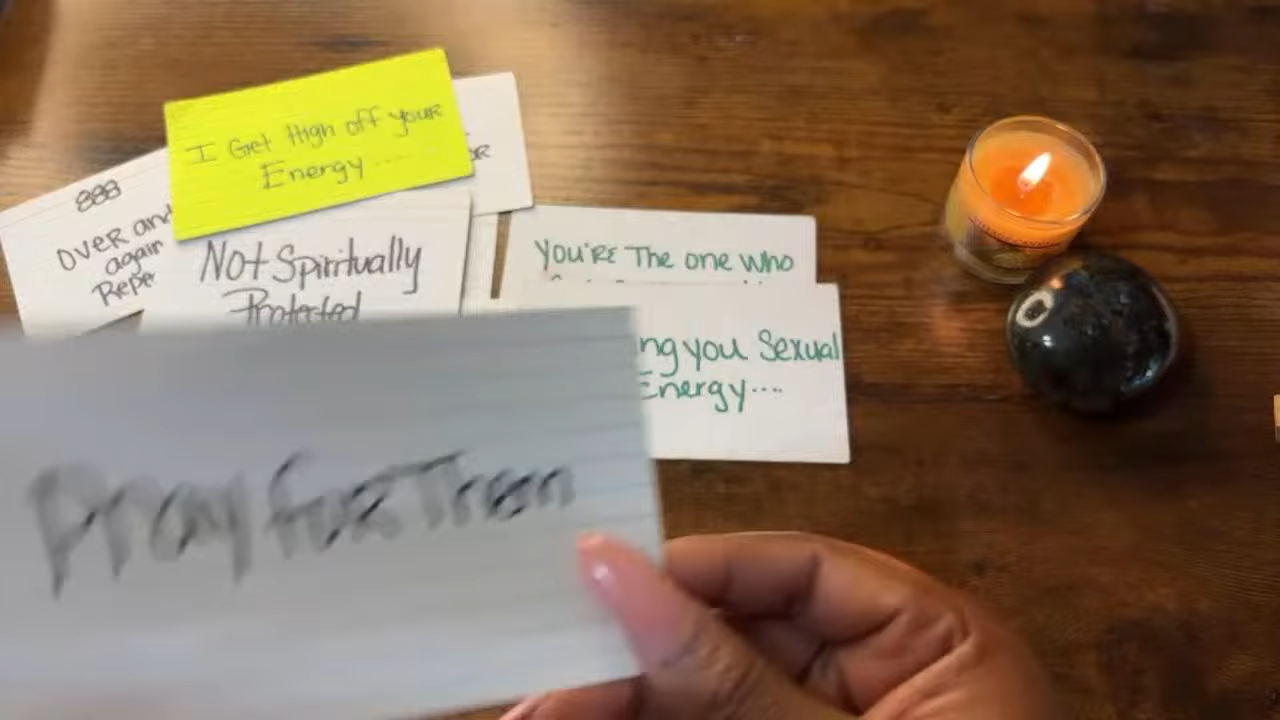 I Get High off your
Energy ......
888
over and
again
Repe
Not Spiritually
Protected
You're The one Who
ng you Sexual
Energy....
Pray for Them